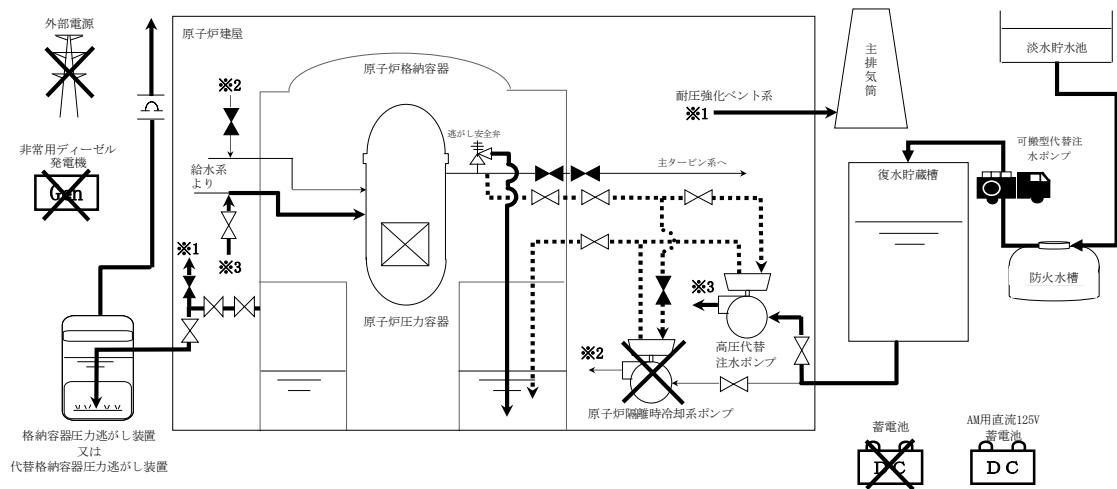 外部電源
非常用ディーゼル
発電機
Gen
※1
格納容器圧力逃がし装置
又は
代替格納容器圧力逃がし装置
原子炉建屋
※2
給水系
より
※3
原子炉格納容器
逃がし安全弁
主タービン系へ
原子炉圧力容器
※3
高圧代替
注水ポンプ
※2
原子炉隔離時冷却系ポンプ
耐圧強化ベント系
※1
主
排
気
筒
淡水貯水池
可搬型代替注
水ポンプ
復水貯蔵槽
防火水槽
蓄電池
DC
AM用直流125V
蓄電池
DC